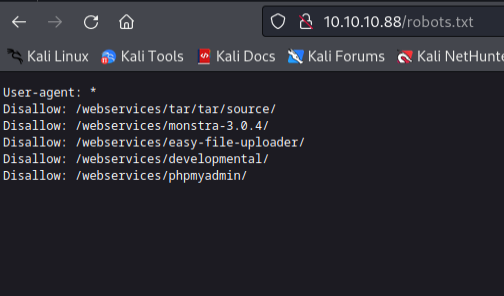 10.10.10.88/robots.txt
Kali Linux Kali Tools Kali Docs Kali Forums Kali NetHunte
User-agent: *
Disallow: /webservices/tar/tar/source/
Disallow: /webservices/monstra-3.0.4/
Disallow: /webservices/easy-file-uploader/
Disallow: /webservices/developmental/
Disallow: /webservices/phpmyadmin/